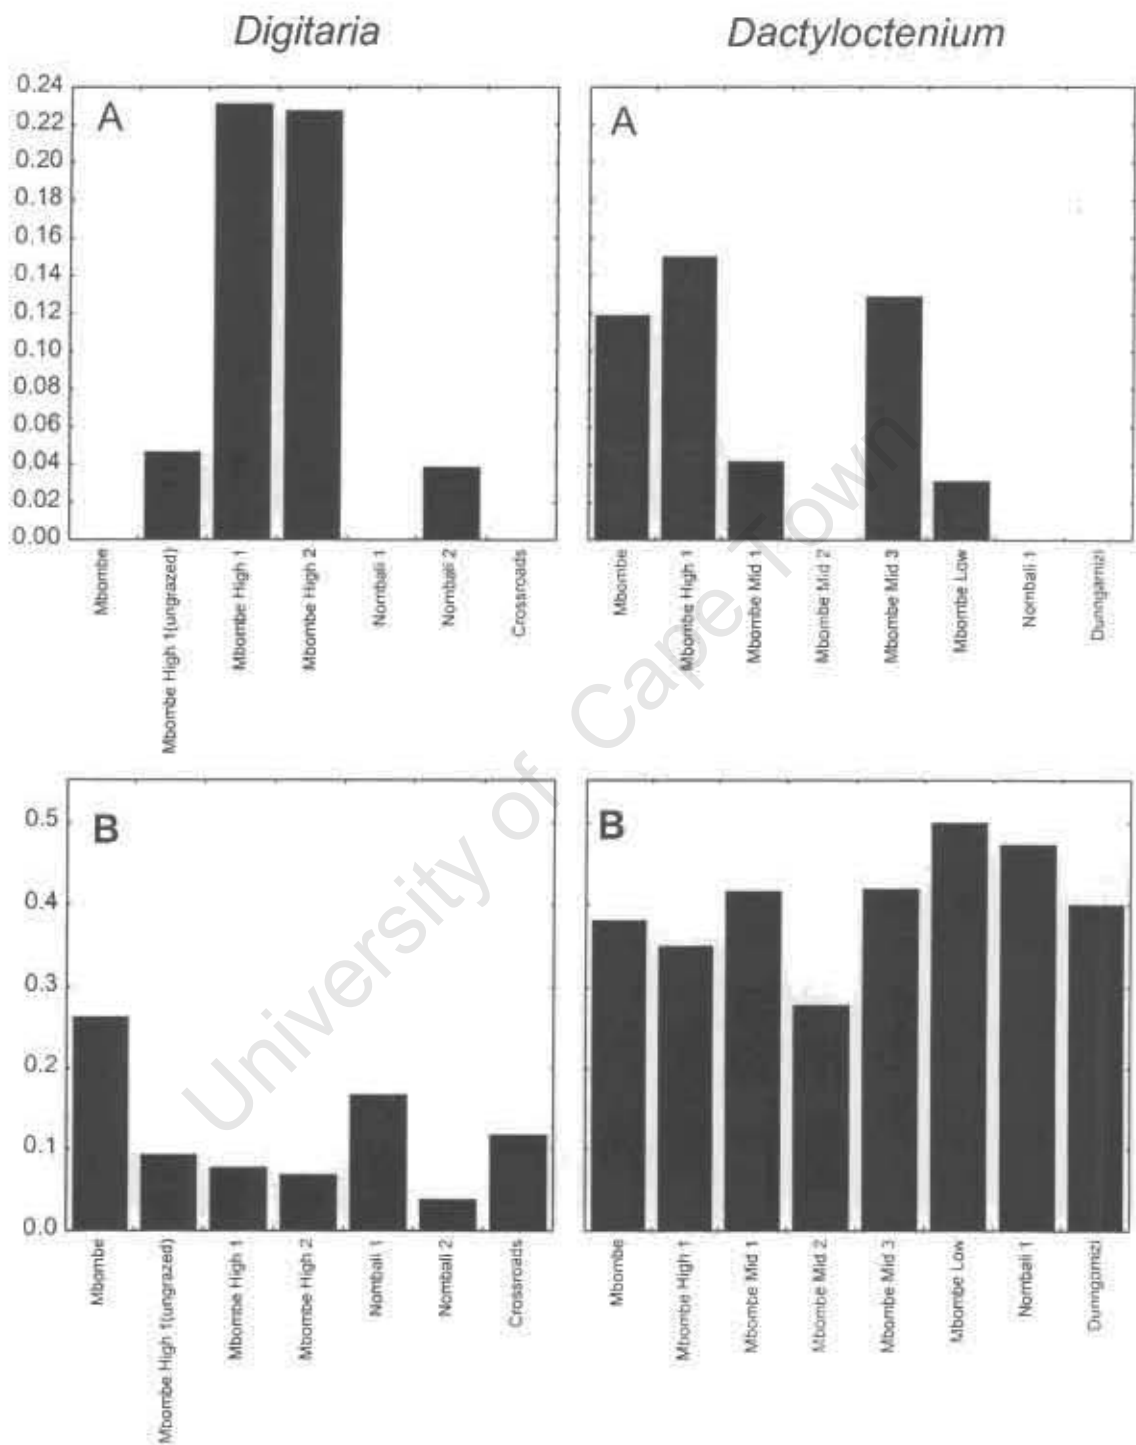 Digitaria
Dactyloctenium
0.24
0.22
0.20
0.18
0.16
0.14
0.12
0.10
0.08
0.06
0.04
0.02
0.00
A
A
Mbombe
Mbombe High 1(ungrazed)
Mbombe High 1
Mbombe High 2
Nombali 1
Nombali 2
Crossroads
Mbombe
Mbombe High 1
Mbombe Mid 1
Mbombe Mid 2
Mbombe Mid 3
Mbombe Low
Nombali 1
Dunngamizi
0.5
0.4
0.3
0.2
0.1
0.0
B
B
Mbombe
Mbombe High 1(ungrazed)
Mbombe High 1
Mbombe High 2
Nombali 1
Nombali 2
Crossroads
Mbombe
Mbombe High 1
Mbombe Mid 1
Mbombe Mid 2
Mbombe Mid 3
Mbombe Low
Nombali 1
University of Cape Town